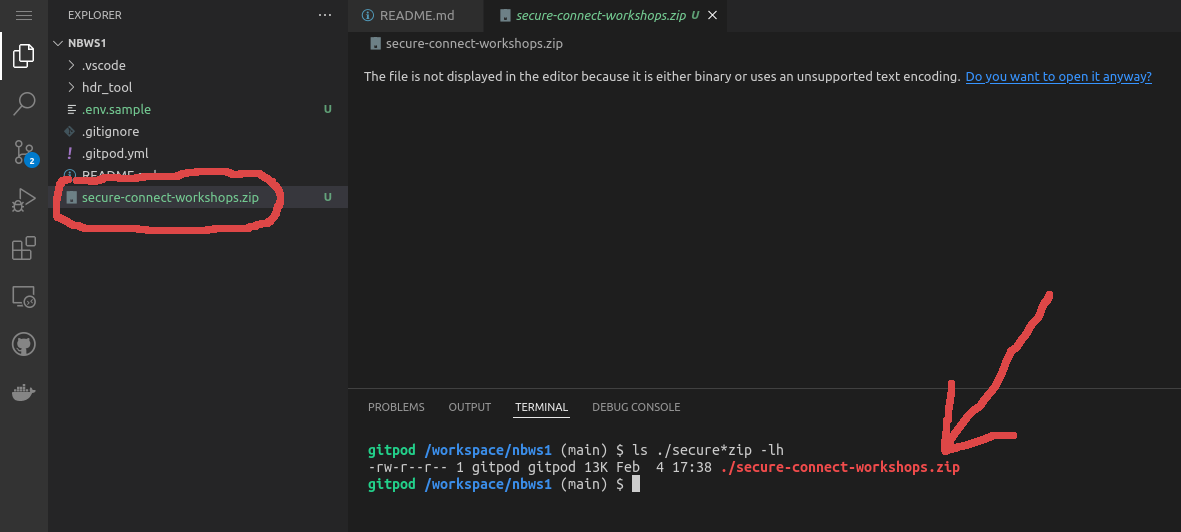 EXPLORER ···
NBWS1
.vscode
hdr_tool
.env.sample U
.gitignore
! .gitpod.yml
README.md
secure-connect-workshops.zip U
2
README.md secure-connect-workshops.zip U
secure-connect-workshops.zip
The file is not displayed in the editor because it is either binary or uses an unsupported text encoding. Do you want to open it anyway?
PROBLEMS OUTPUT TERMINAL DEBUG CONSOLE
gitpod /workspace/nbws1 (main) $ ls ./secure*zip -lh
-rw-r--r-- 1 gitpod gitpod 13K Feb  4 17:38 ./secure-connect-workshops.zip
gitpod /workspace/nbws1 (main) $